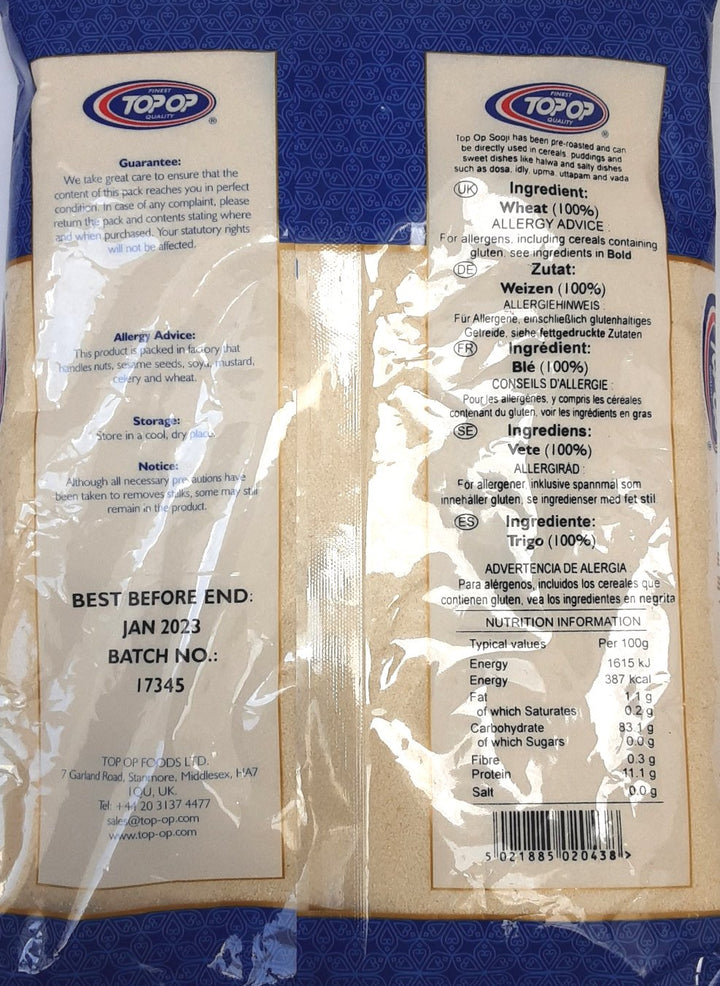 FINEST
TOPOP
QUALITY
®
Guarantee:
We take great care to ensure that the
content of this pack reaches you in perfect
condition. In case of any complaint, please
return the pack and contents stating where
and when purchased. Your statutory rights
will not be affected.
Allergy Advice:
This product is packed in factory that
handles nuts, sesame seeds, soya, mustard,
celery and wheat.
Storage:
Store in a cool, dry place.
Notice:
Although all necessary precautions have
been taken to removes stalks, some may still
remain in the product.
BEST BEFORE END:
JAN 2023
BATCH NO.:
17345
TOP OP FOODS LTD.
7 Garland Road, Stanmore, Middlesex, HA7
1QU, UK.
Tel: +44 20 3137 4477
sales@top-op.com
www.top-op.com
FINEST
TOPOP
QUALITY
®
Top Op Sooji has been pre-roasted and can
be directly used in cereals, puddings and
sweet dishes like halwa and salty dishes
such as dosa, idly, upma, uttapam and vada
UK Ingredient:
Wheat (100%)
ALLERGY ADVICE :
For allergens, including cereals containing
gluten, see ingredients in Bold
DE Zutat:
Weizen (100%)
ALLERGIEHINWEIS :
Für Allergene, einschließlich glutenhaltiges
Getreide, siehe fettgedruckte Zutaten
FR Ingrédient:
Blé (100%)
CONSEILS D'ALLERGIE :
Pour les allergénes, y compris les céréales
contenant du gluten, voir les ingrédients en gras
SE Ingrediens:
Vete (100%)
ALLERGIRÅD :
För allergener, inklusive spannmål som
innehåller gluten, se ingredienser med fet stil
ES Ingrediente:
Trigo (100%)
ADVERTENCIA DE ALERGIA :
Para alérgenos, incluidos los cereales que
contienen gluten, vea los ingredientes en negrita
NUTRITION INFORMATION
Typical values Per 100g
Energy 1615 kJ
Energy 387 kcal
Fat 1.1 g
of which Saturates 0.2 g
Carbohydrate 83.1 g
of which Sugars 0.0 g
Fibre 0.3 g
Protein 11.1 g
Salt 0.0 g
5 021885 020438 >